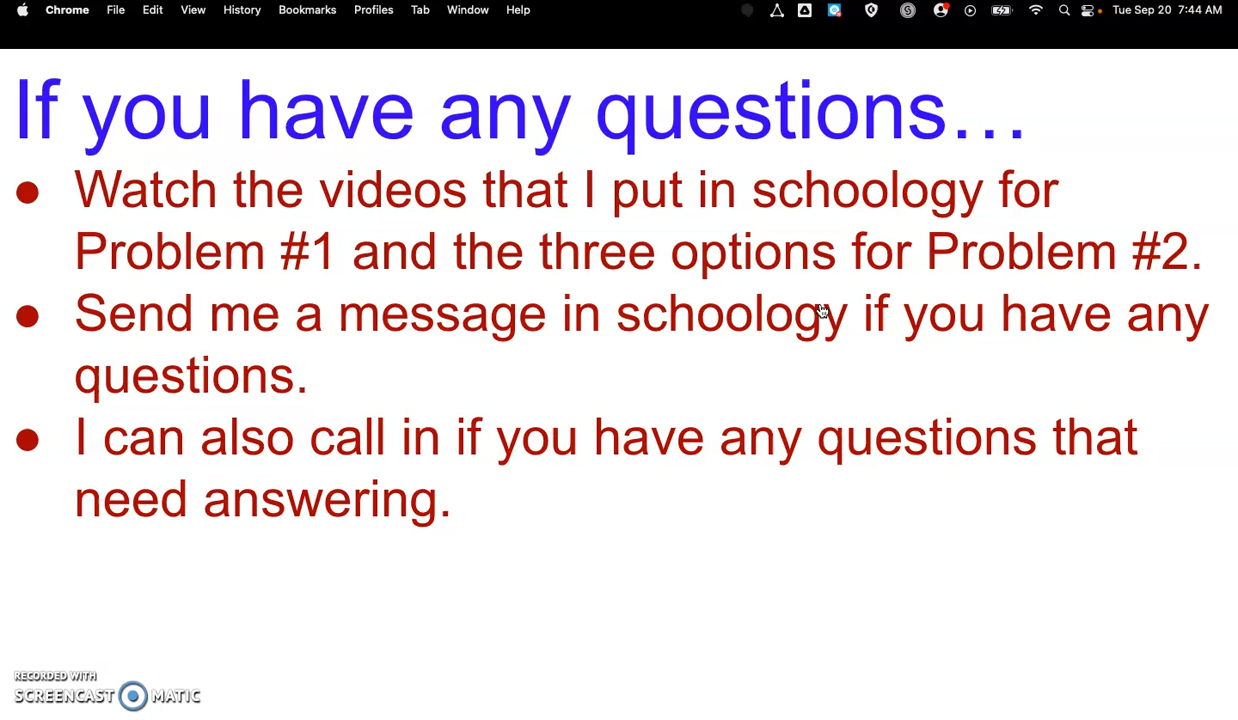 Chrome File Edit View History Bookmarks Profiles Tab Window Help Tue Sep 20 7:44 AM
If you have any questions…
● Watch the videos that I put in schoology for
Problem #1 and the three options for Problem #2.
● Send me a message in schoology if you have any
questions.
● I can also call in if you have any questions that
need answering.
RECORDED WITH
SCREENCAST MATIC